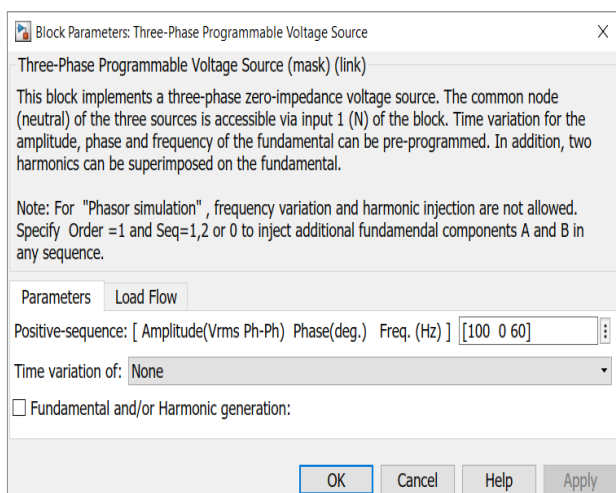 Block Parameters: Three-Phase Programmable Voltage Source X
Three-Phase Programmable Voltage Source (mask) (link)
This block implements a three-phase zero-impedance voltage source. The common node
(neutral) of the three sources is accessible via input 1 (N) of the block. Time variation for the
amplitude, phase and frequency of the fundamental can be pre-programmed. In addition, two
harmonics can be superimposed on the fundamental.
Note: For "Phasor simulation" , frequency variation and harmonic injection are not allowed.
Specify Order =1 and Seq=1,2 or 0 to inject additional fundamendal components A and B in
any sequence.
Parameters Load Flow
Positive-sequence: [ Amplitude(Vrms Ph-Ph) Phase(deg.) Freq. (Hz) ] [100 0 60]
Time variation of: None
Fundamental and/or Harmonic generation:
OK Cancel Help Apply